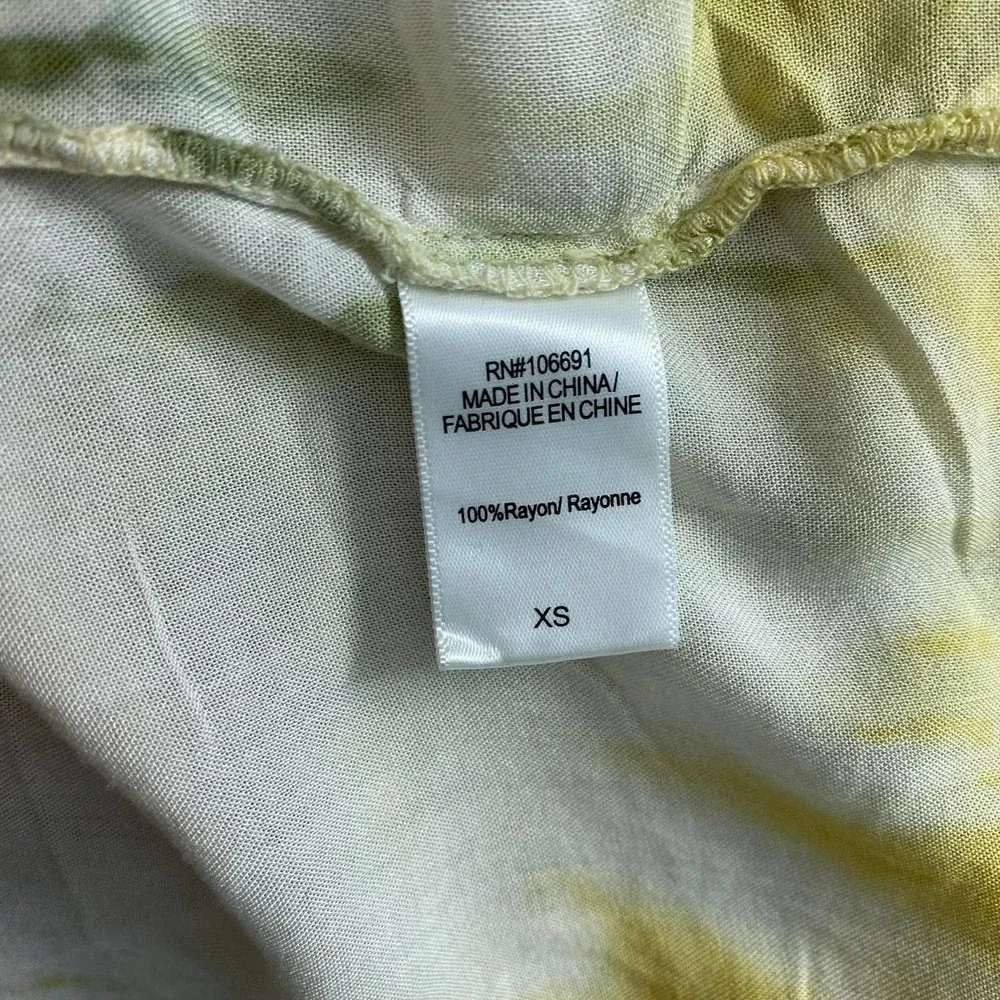 RN#106691
MADE IN CHINA/
FABRIQUE EN CHINE
100%Rayon/ Rayonne
XS